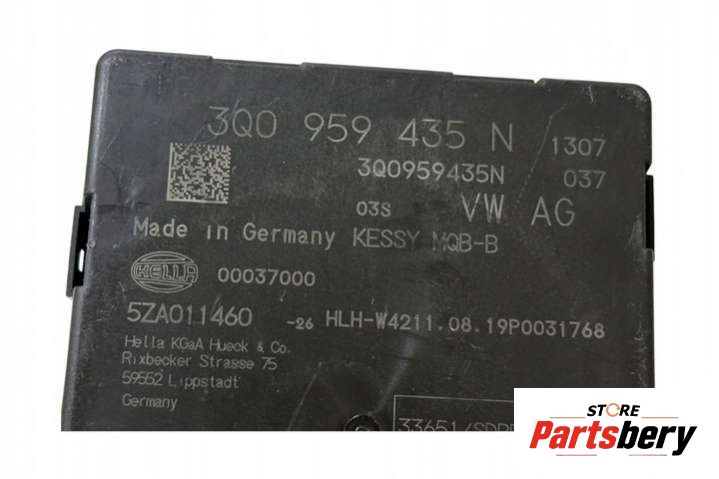 3Q0 959 435 N 1307
3Q0959435N 037
03S VW AG
Made in Germany KESSY MQB-B
HELLA 00037000
5ZA011460 -26 HLH-W4211.08.19P0031768
Hella KGaA Hueck & Co.
Rixbecker Strasse 75
59552 Lippstadt
Germany
STORE
Partsbery